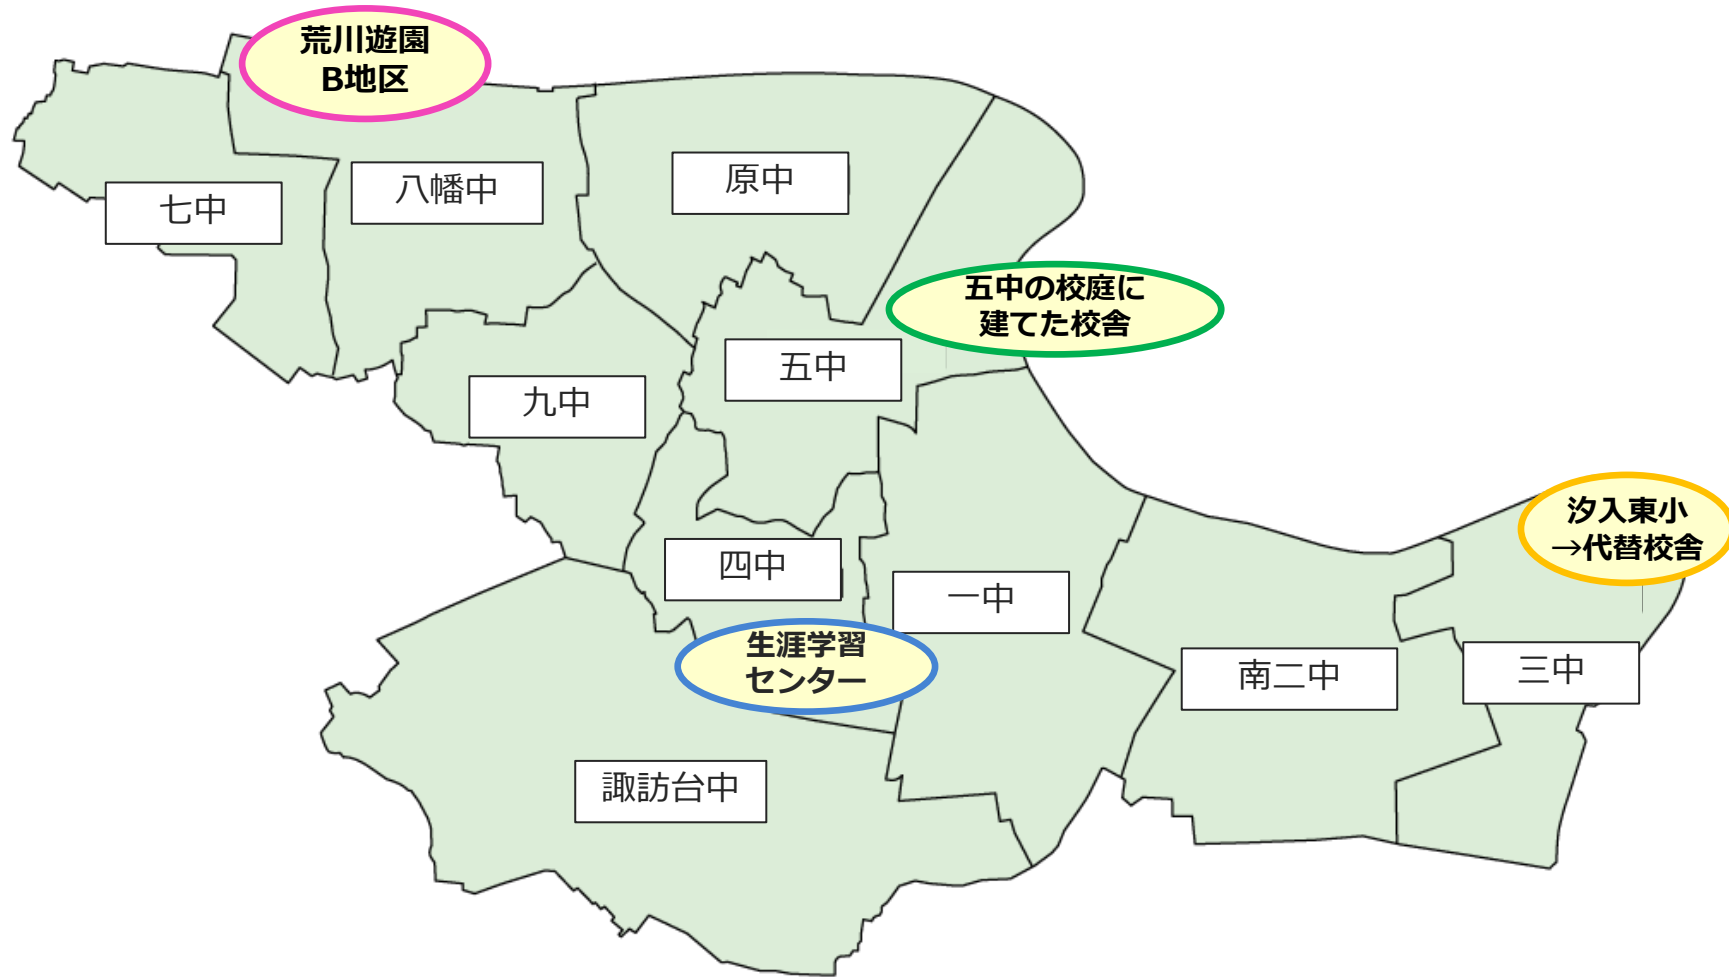 荒川遊園
B地区
七中
八幡中
原中
五中の校庭に
建てた校舎
五中
九中
汐入東小
→代替校舎
四中
一中
生涯学習
センター
南二中
三中
諏訪台中